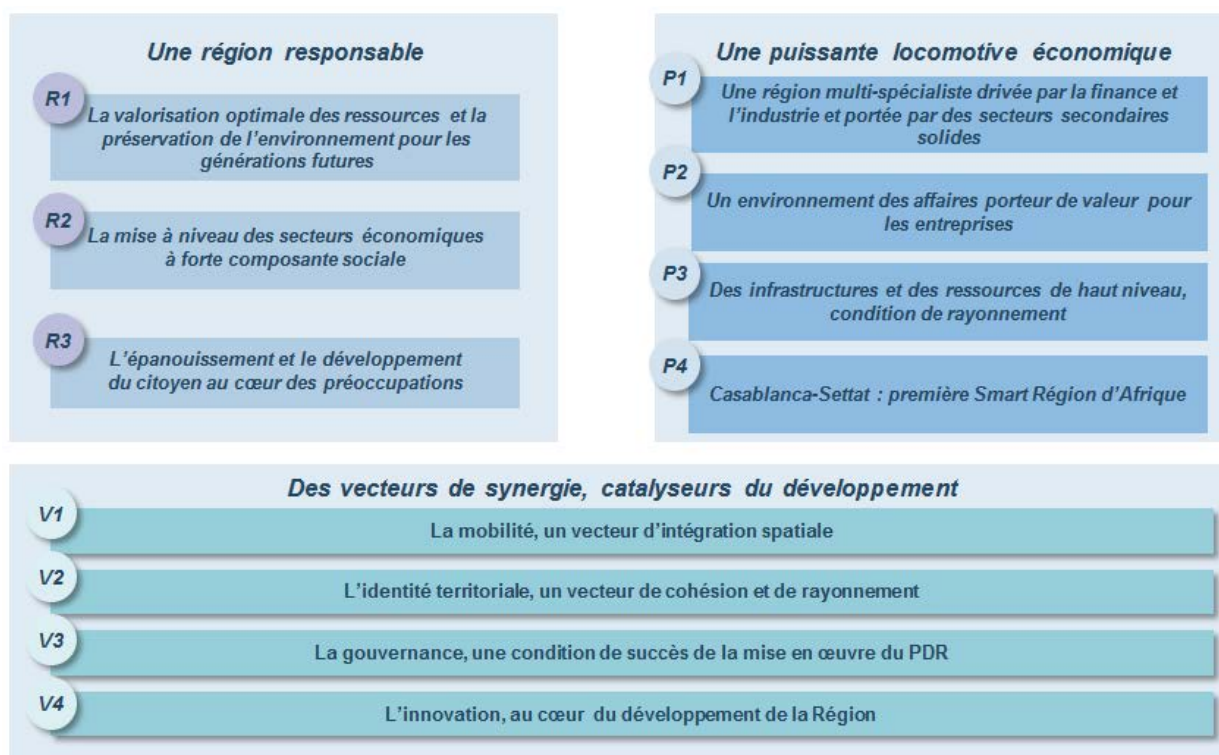 Une région responsable
R1
La valorisation optimale des ressources et la
préservation de l'environnement pour les
générations futures
R2
La mise à niveau des secteurs économiques
à forte composante sociale
R3
L'épanouissement et le développement
du citoyen au cœur des préoccupations
Une puissante locomotive économique
P1
Une région multi-spécialiste drivée par la finance et
l'industrie et portée par des secteurs secondaires
solides
P2
Un environnement des affaires porteur de valeur pour
les entreprises
P3
Des infrastructures et des ressources de haut niveau,
condition de rayonnement
P4
Casablanca-Settat : première Smart Région d'Afrique
Des vecteurs de synergie, catalyseurs du développement
V1
La mobilité, un vecteur d'intégration spatiale
V2
L'identité territoriale, un vecteur de cohésion et de rayonnement
V3
La gouvernance, une condition de succès de la mise en œuvre du PDR
V4
L'innovation, au cœur du développement de la Région